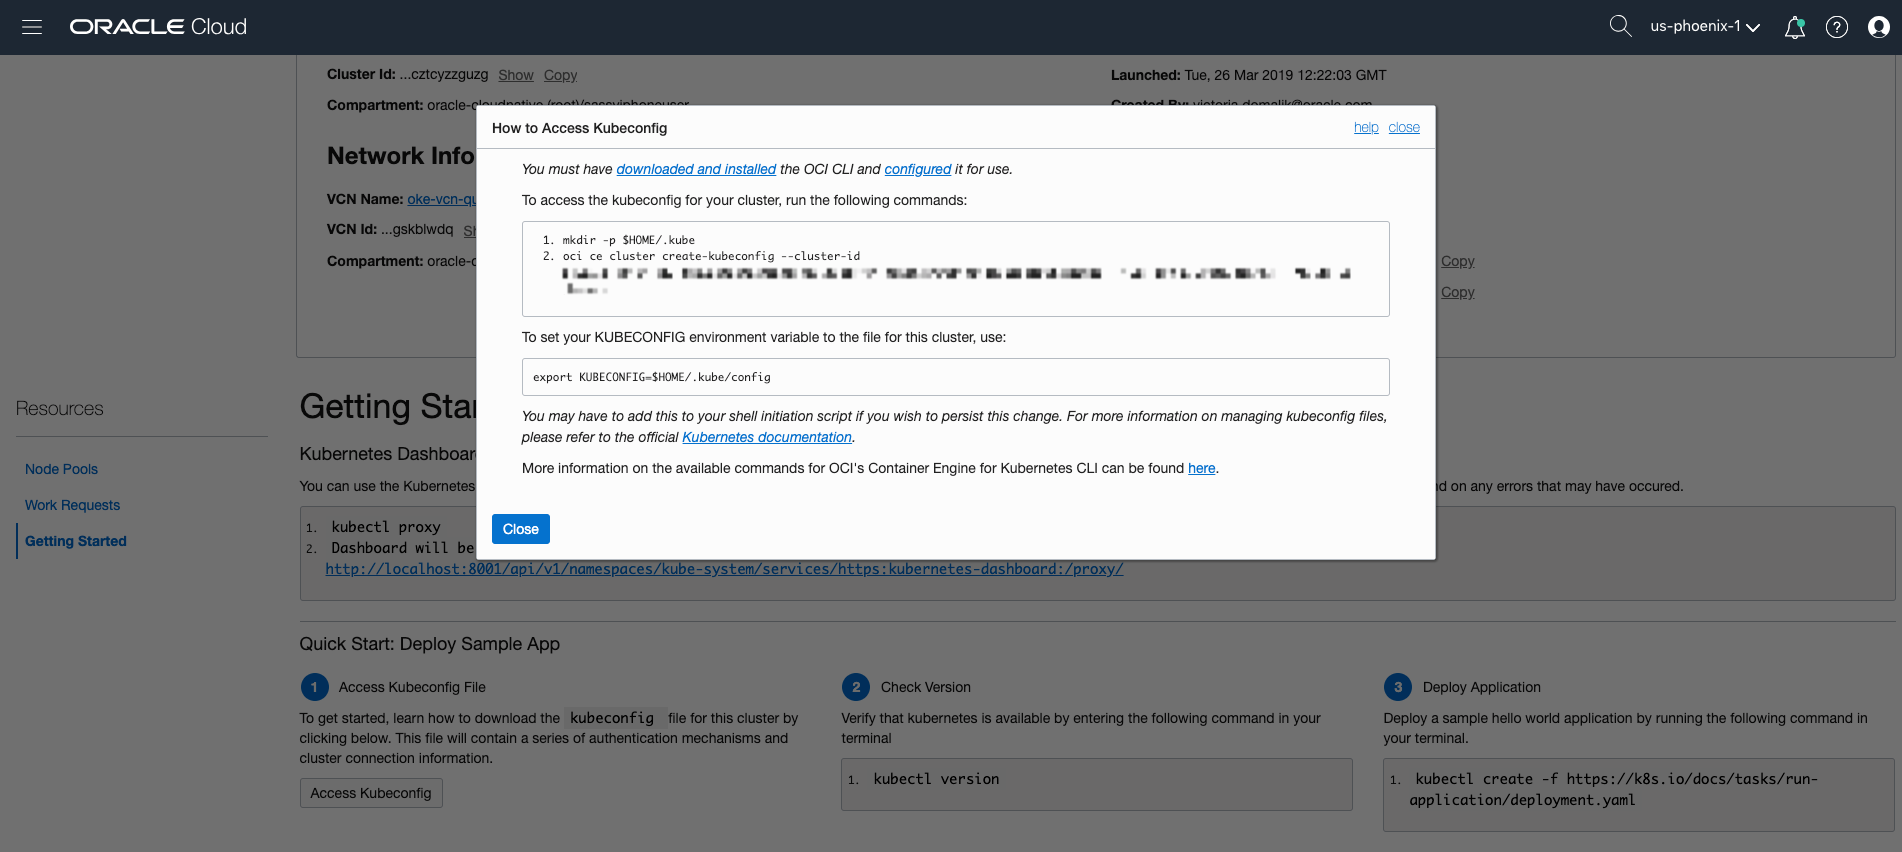 ORACLE Cloud
us-phoenix-1
Cluster Id: ...cztcyzzguzg Show Copy
Launched: Tue, 26 Mar 2019 12:22:03 GMT
Compartment:
Created By:
How to Access Kubeconfig
help close
Network Info
You must have downloaded and installed the OCI CLI and configured it for use.
VCN Name: oke-vcn-qu
To access the kubeconfig for your cluster, run the following commands:
VCN Id: ...gskblwdq
1. mkdir -p $HOME/.kube
2. oci ce cluster create-kubeconfig --cluster-id
Compartment: oracle-c
Copy
Copy
To set your KUBECONFIG environment variable to the file for this cluster, use:
export KUBECONFIG=$HOME/.kube/config
Resources
Getting Star
You may have to add this to your shell initiation script if you wish to persist this change. For more information on managing kubeconfig files,
please refer to the official Kubernetes documentation.
Kubernetes Dashboar
Node Pools
More information on the available commands for OCI's Container Engine for Kubernetes CLI can be found here.
You can use the Kubernetes
d on any errors that may have occured.
Work Requests
Close
1. kubectl proxy
Getting Started
2. Dashboard will be
http://localhost:8001/api/v1/namespaces/kube-system/services/https:kubernetes-dashboard:/proxy/
Quick Start: Deploy Sample App
1 Access Kubeconfig File
To get started, learn how to download the kubeconfig file for this cluster by
clicking below. This file will contain a series of authentication mechanisms and
cluster connection information.
Access Kubeconfig
2 Check Version
Verify that kubernetes is available by entering the following command in your
terminal
1. kubectl version
3 Deploy Application
Deploy a sample hello world application by running the following command in
your terminal.
1. kubectl create -f https://k8s.io/docs/tasks/run-
application/deployment.yaml